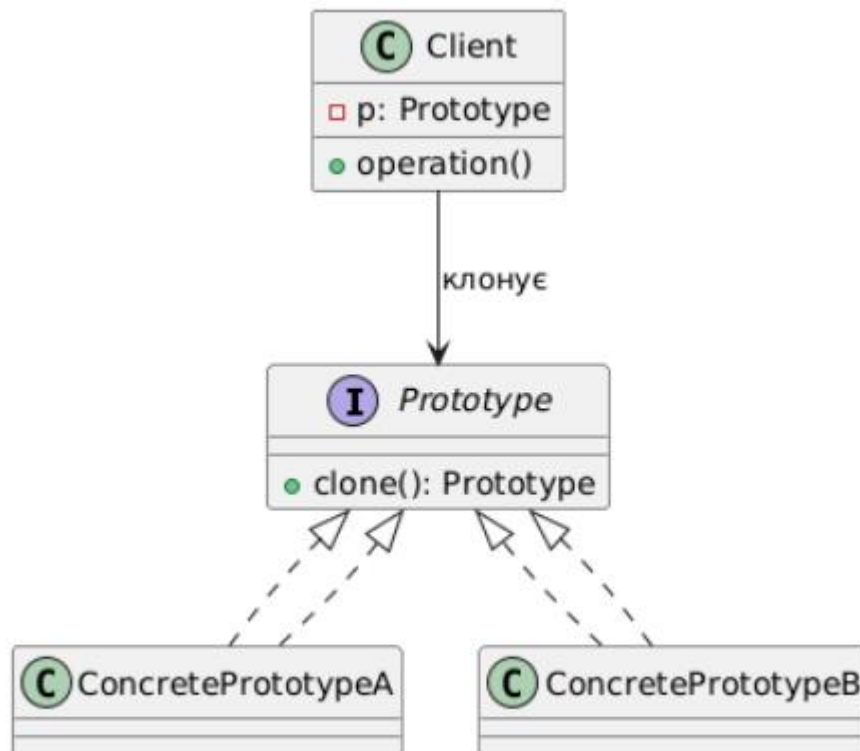 C Client
p: Prototype
operation()
клонує
I Prototype
clone(): Prototype
C ConcretePrototypeA
C ConcretePrototypeB